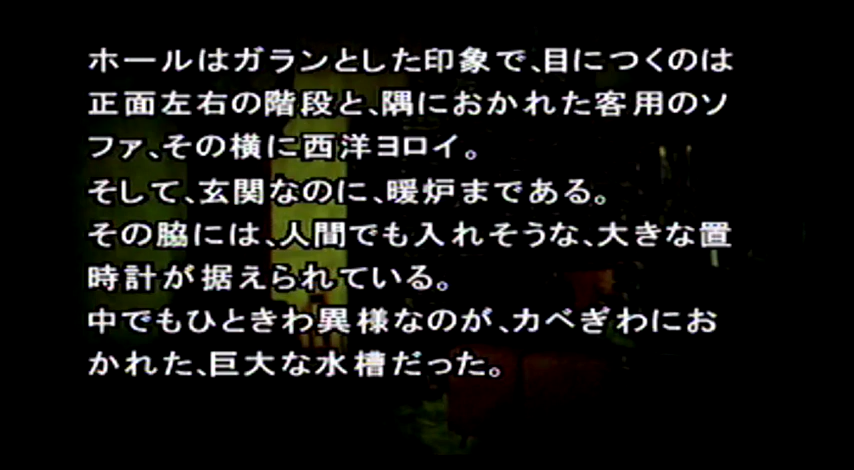 ホールはガランとした印象で、目につくのは
正面左右の階段と、隅におかれた客用のソ
ファ、その横に西洋ヨロイ。
そして、玄関なのに、暖炉まである。
その脇には、人間でも入れそうな、大きな置
時計が据えられている。
中でもひときわ異様なのが、カベぎわにお
かれた、巨大な水槽だった。